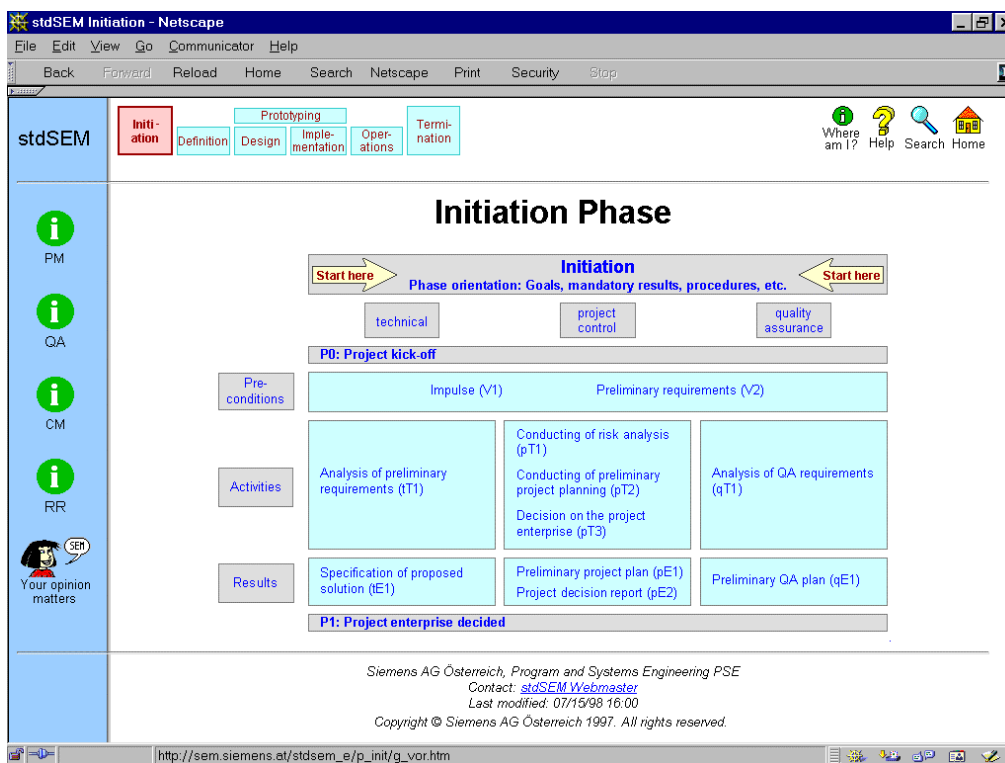 stdSEM Initiation - Netscape
File Edit View Go Communicator Help
Back Forward Reload Home Search Netscape Print Security Stop
stdSEM
Initi-
ation
Prototyping
Definition
Design
Imple-
mentation
Oper-
ations
Termi-
nation
Where
am I?
Help
Search
Home
PM
QA
CM
RR
SEM
Your opinion
matters
Initiation Phase
Start here
Initiation
Phase orientation: Goals, mandatory results, procedures, etc.
Start here
technical
project
control
quality
assurance
P0: Project kick-off
Pre-
conditions
Impulse (V1)
Preliminary requirements (V2)
Activities
Analysis of preliminary
requirements (tT1)
Conducting of risk analysis
(pT1)
Conducting of preliminary
project planning (pT2)
Decision on the project
enterprise (pT3)
Analysis of QA requirements
(qT1)
Results
Specification of proposed
solution (tE1)
Preliminary project plan (pE1)
Project decision report (pE2)
Preliminary QA plan (qE1)
P1: Project enterprise decided
Siemens AG Österreich, Program and Systems Engineering PSE
Contact: stdSEM Webmaster
Last modified: 07/15/98 16:00
Copyright © Siemens AG Österreich 1997. All rights reserved.
http://sem.siemens.at/stdsem_e/p_init/g_vor.htm